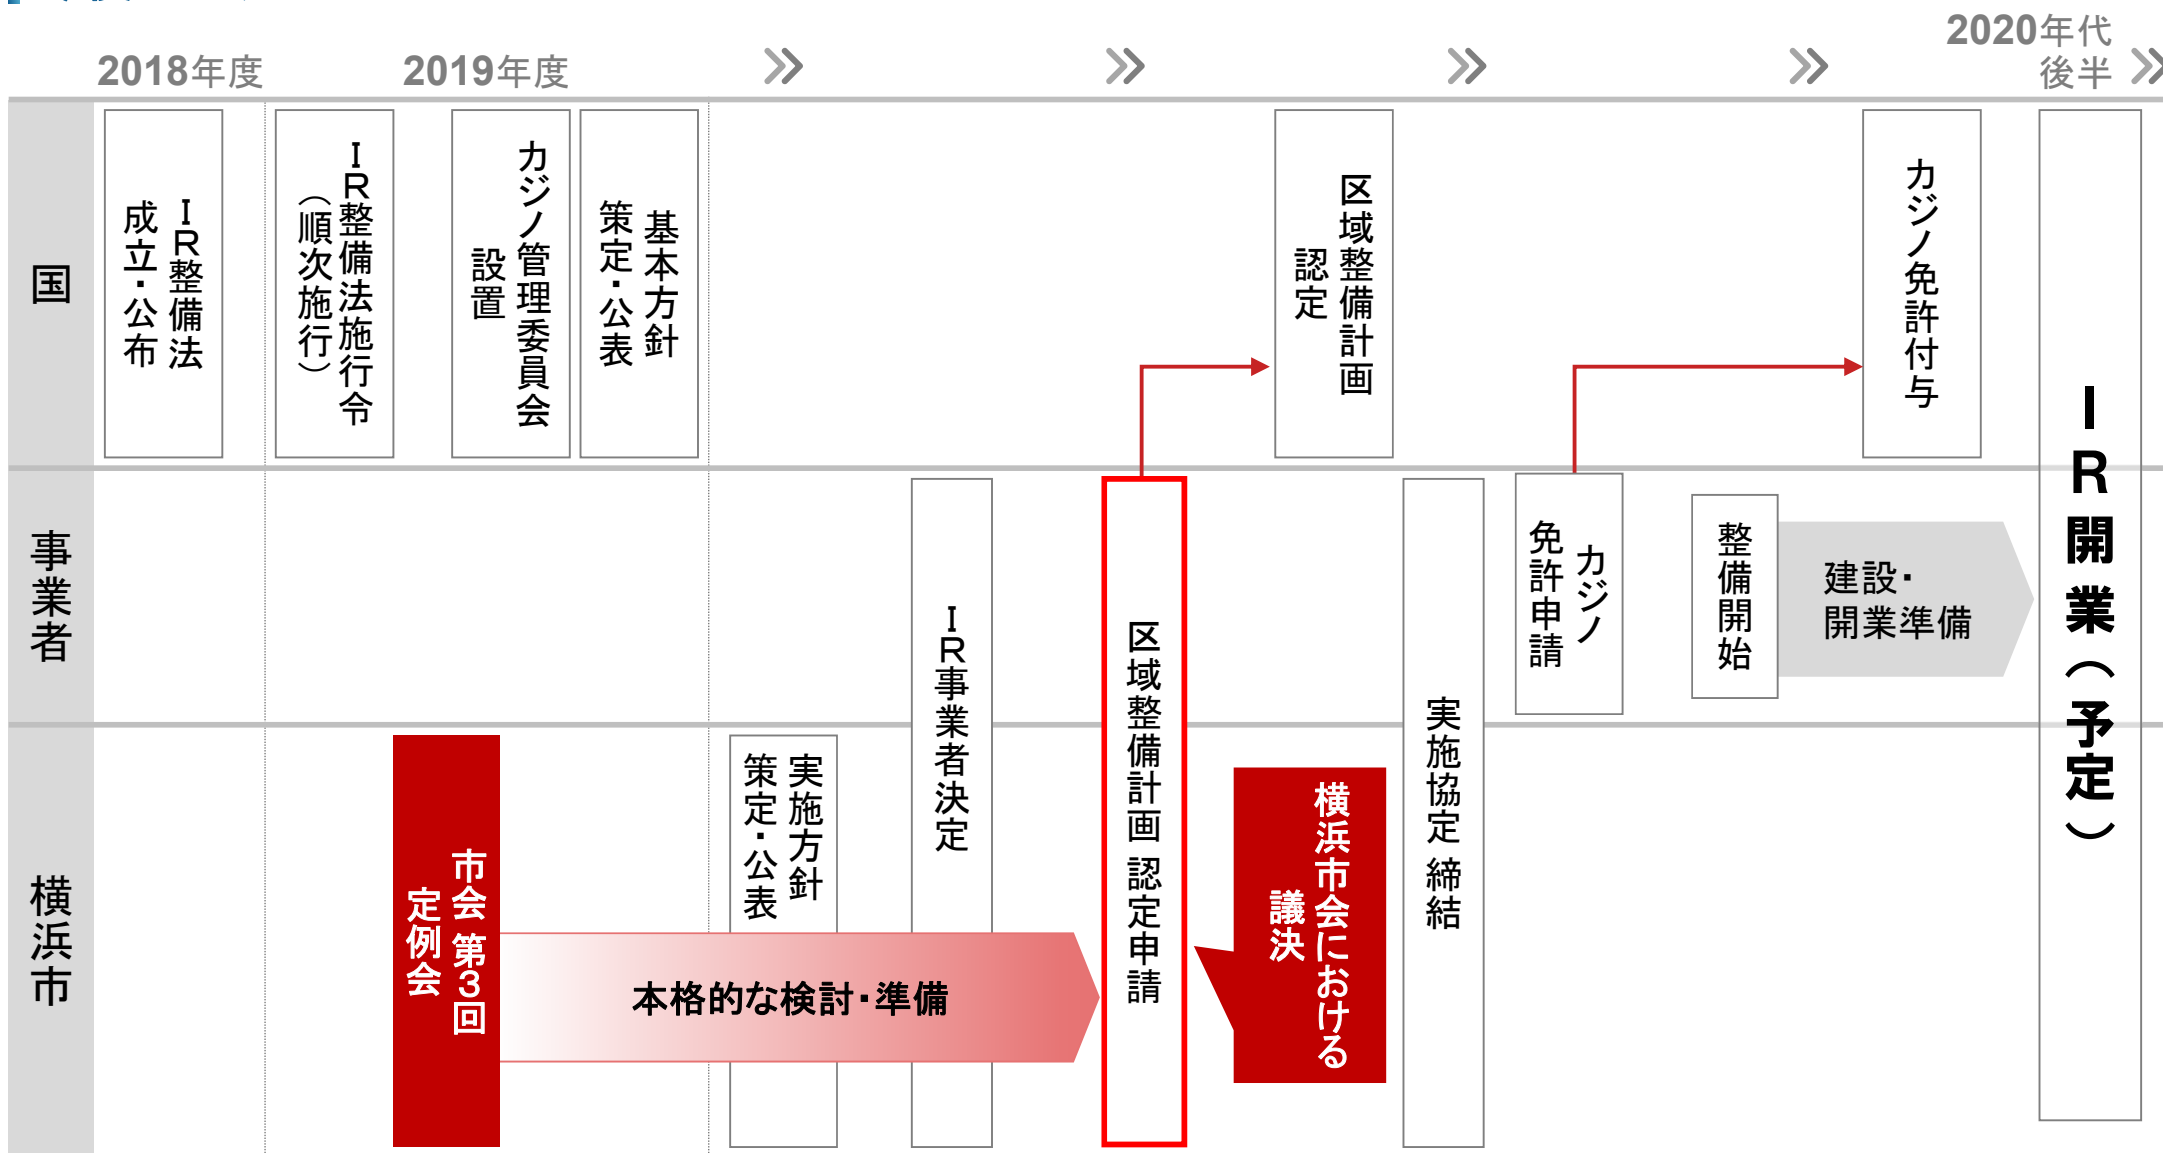 2018年度
2019年度
2020年代
後半
国
ＩＲ整備法
成立・公布
ＩＲ整備法施行令
（順次施行）
カジノ管理委員会
設置
基本方針
策定・公表
区域整備計画
認定
カジノ免許付与
ＩＲ開業（予定）
事業者
ＩＲ事業者決定
区域整備計画 認定申請
実施協定 締結
カジノ
免許申請
整備開始
建設・
開業準備
横浜市
市会 第３回
定例会
実施方針
策定・公表
本格的な検討・準備
横浜市会における
議決